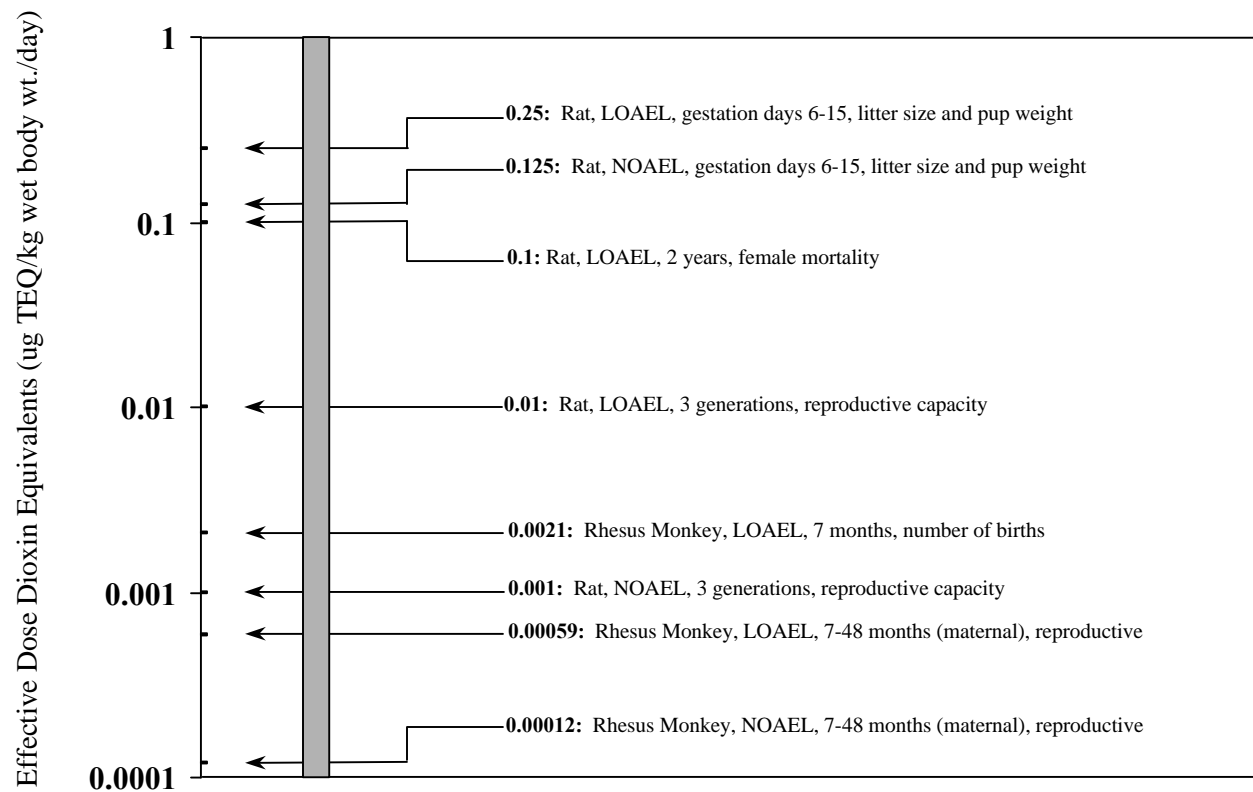 Effective Dose Dioxin Equivalents (ug TEQ/kg wet body wt./day)
1
0.25: Rat, LOAEL, gestation days 6-15, litter size and pup weight
0.125: Rat, NOAEL, gestation days 6-15, litter size and pup weight
0.1
0.1: Rat, LOAEL, 2 years, female mortality
0.01
0.01: Rat, LOAEL, 3 generations, reproductive capacity
0.0021: Rhesus Monkey, LOAEL, 7 months, number of births
0.001
0.001: Rat, NOAEL, 3 generations, reproductive capacity
0.00059: Rhesus Monkey, LOAEL, 7-48 months (maternal), reproductive
0.00012: Rhesus Monkey, NOAEL, 7-48 months (maternal), reproductive
0.0001